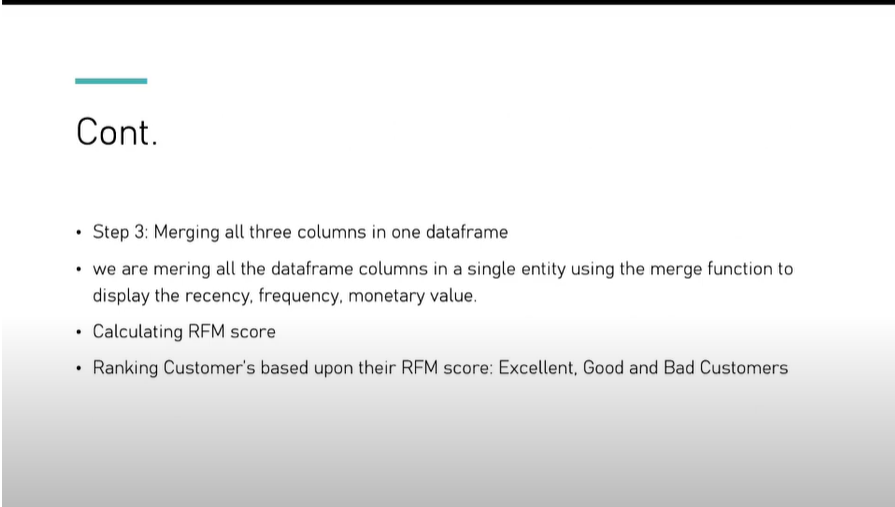 Cont.
• Step 3: Merging all three columns in one dataframe
• we are mering all the dataframe columns in a single entity using the merge function to
display the recency, frequency, monetary value.
• Calculating RFM score
• Ranking Customer's based upon their RFM score: Excellent, Good and Bad Customers